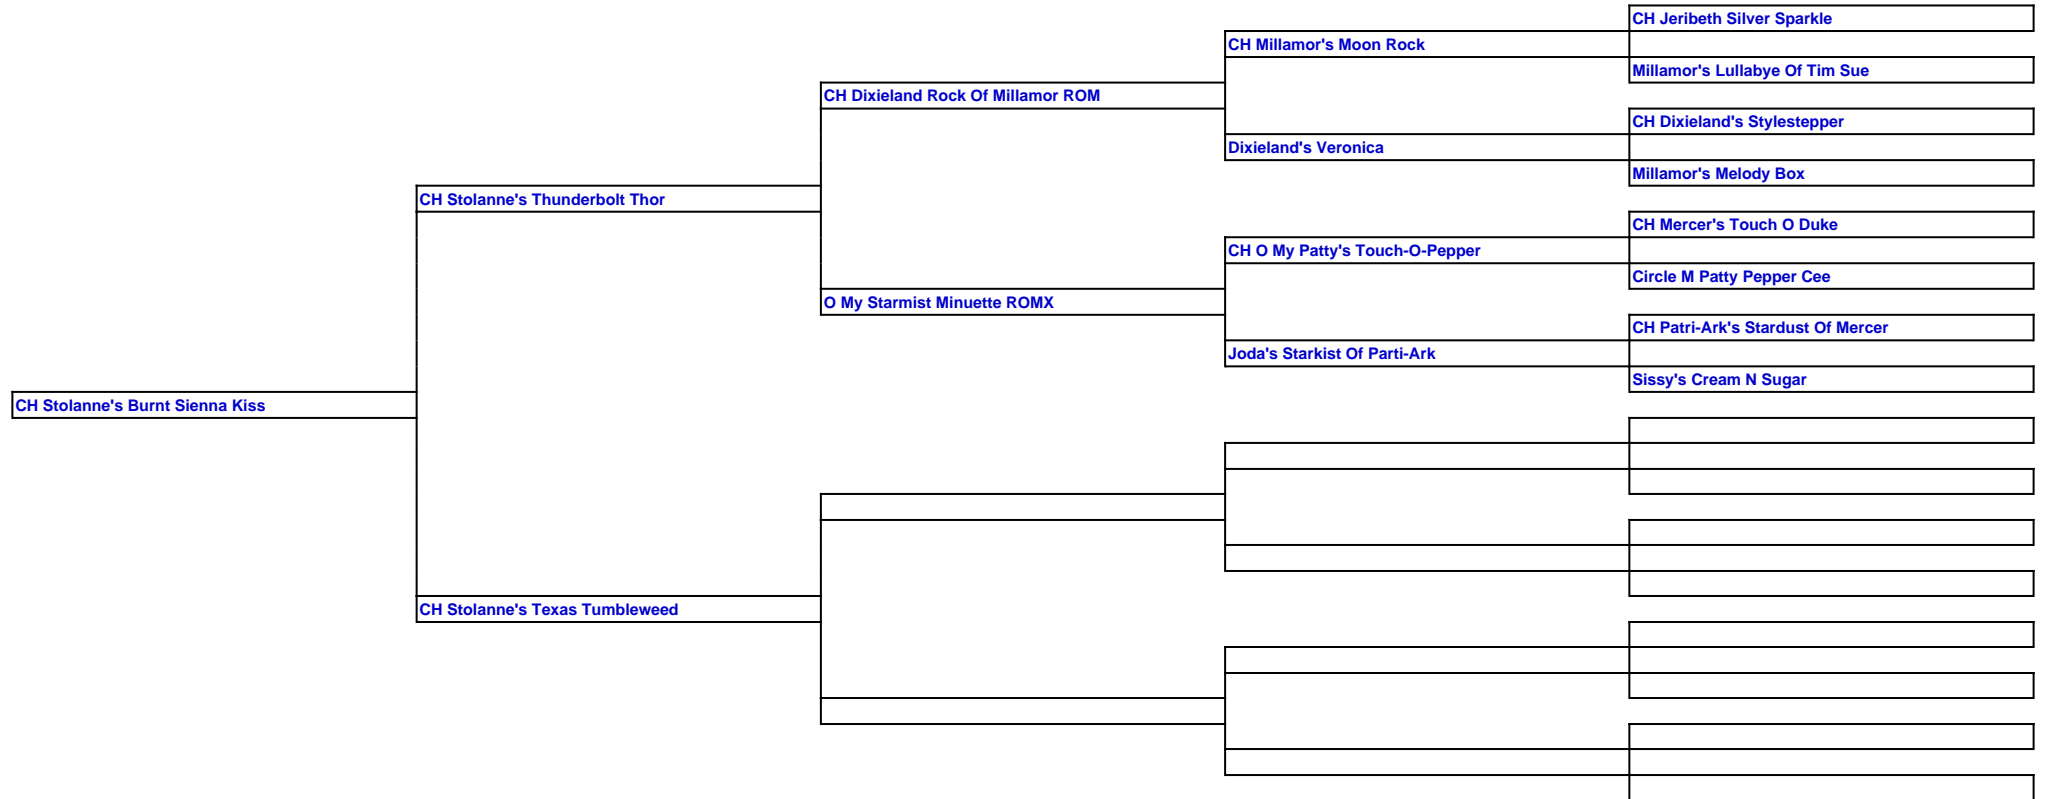 CH Jeribeth Silver Sparkle
CH Millamor's Moon Rock
Millamor's Lullabye Of Tim Sue
CH Dixieland Rock Of Millamor ROM
CH Dixieland's Stylestepper
Dixieland's Veronica
Millamor's Melody Box
CH Stolanne's Thunderbolt Thor
CH Mercer's Touch O Duke
CH O My Patty's Touch-O-Pepper
Circle M Patty Pepper Cee
O My Starmist Minuette ROMX
CH Patri-Ark's Stardust Of Mercer
Joda's Starkist Of Parti-Ark
Sissy's Cream N Sugar
CH Stolanne's Burnt Sienna Kiss
CH Stolanne's Texas Tumbleweed